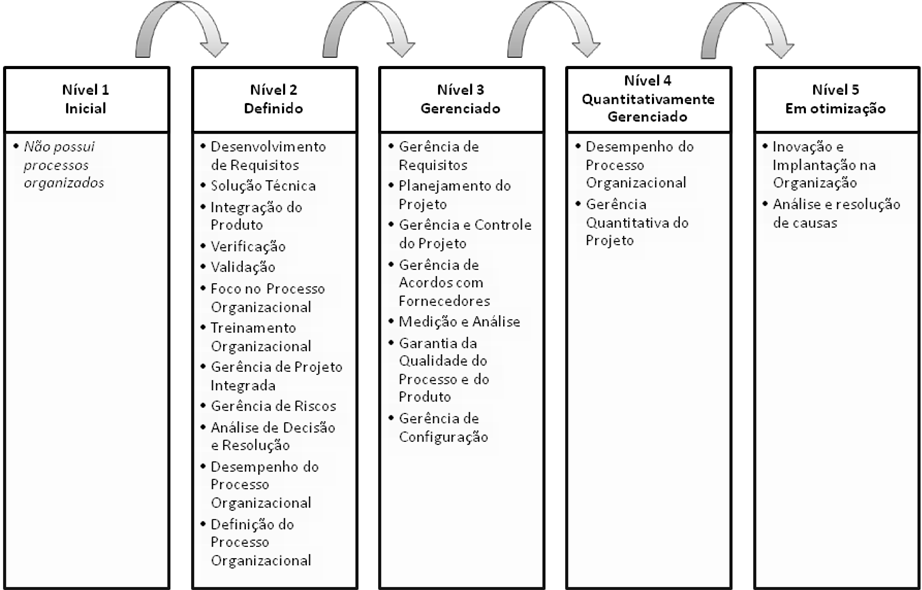 Nível 1
Inicial
• Não possui
processos
organizados
Nível 2
Definido
• Desenvolvimento
de Requisitos
• Solução Técnica
• Integração do
Produto
• Verificação
• Validação
• Foco no Processo
Organizacional
• Treinamento
Organizacional
• Gerência de Projeto
Integrada
• Gerência de Riscos
• Análise de Decisão
e Resolução
• Desempenho do
Processo
Organizacional
• Definição do
Processo
Organizacional
Nível 3
Gerenciado
• Gerência de
Requisitos
• Planejamento do
Projeto
• Gerência e Controle
do Projeto
• Gerência de
Acordos com
Fornecedores
• Medição e Análise
• Garantia da
Qualidade do
Processo e do
Produto
• Gerência de
Configuração
Nível 4
Quantitativamente
Gerenciado
• Desempenho do
Processo
Organizacional
• Gerência
Quantitativa do
Projeto
Nível 5
Em otimização
• Inovação e
Implantação na
Organização
• Análise e resolução
de causas